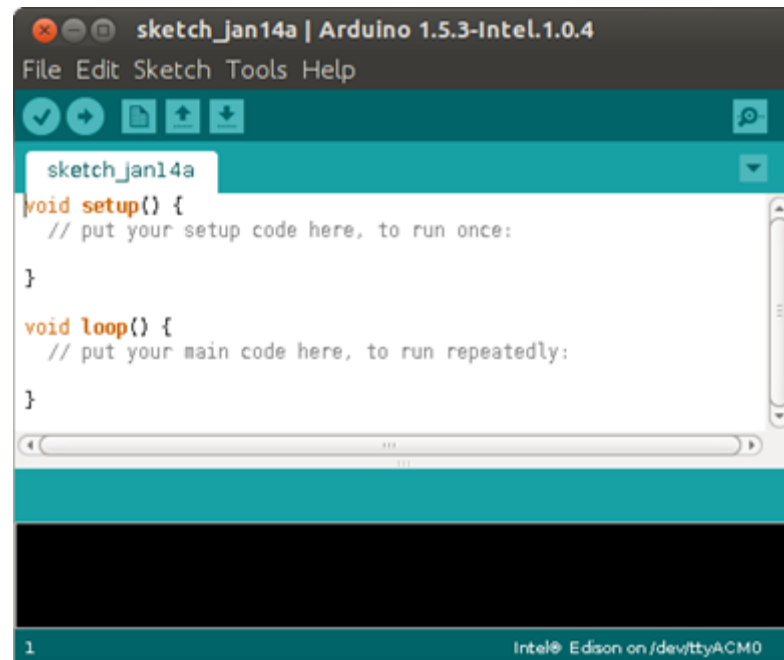 sketch_jan14a | Arduino 1.5.3-Intel.1.0.4
File Edit Sketch Tools Help
sketch_jan14a
void setup() {
  // put your setup code here, to run once:
}
void loop() {
  // put your main code here, to run repeatedly:
}
1 Intel® Edison on /dev/ttyACM0